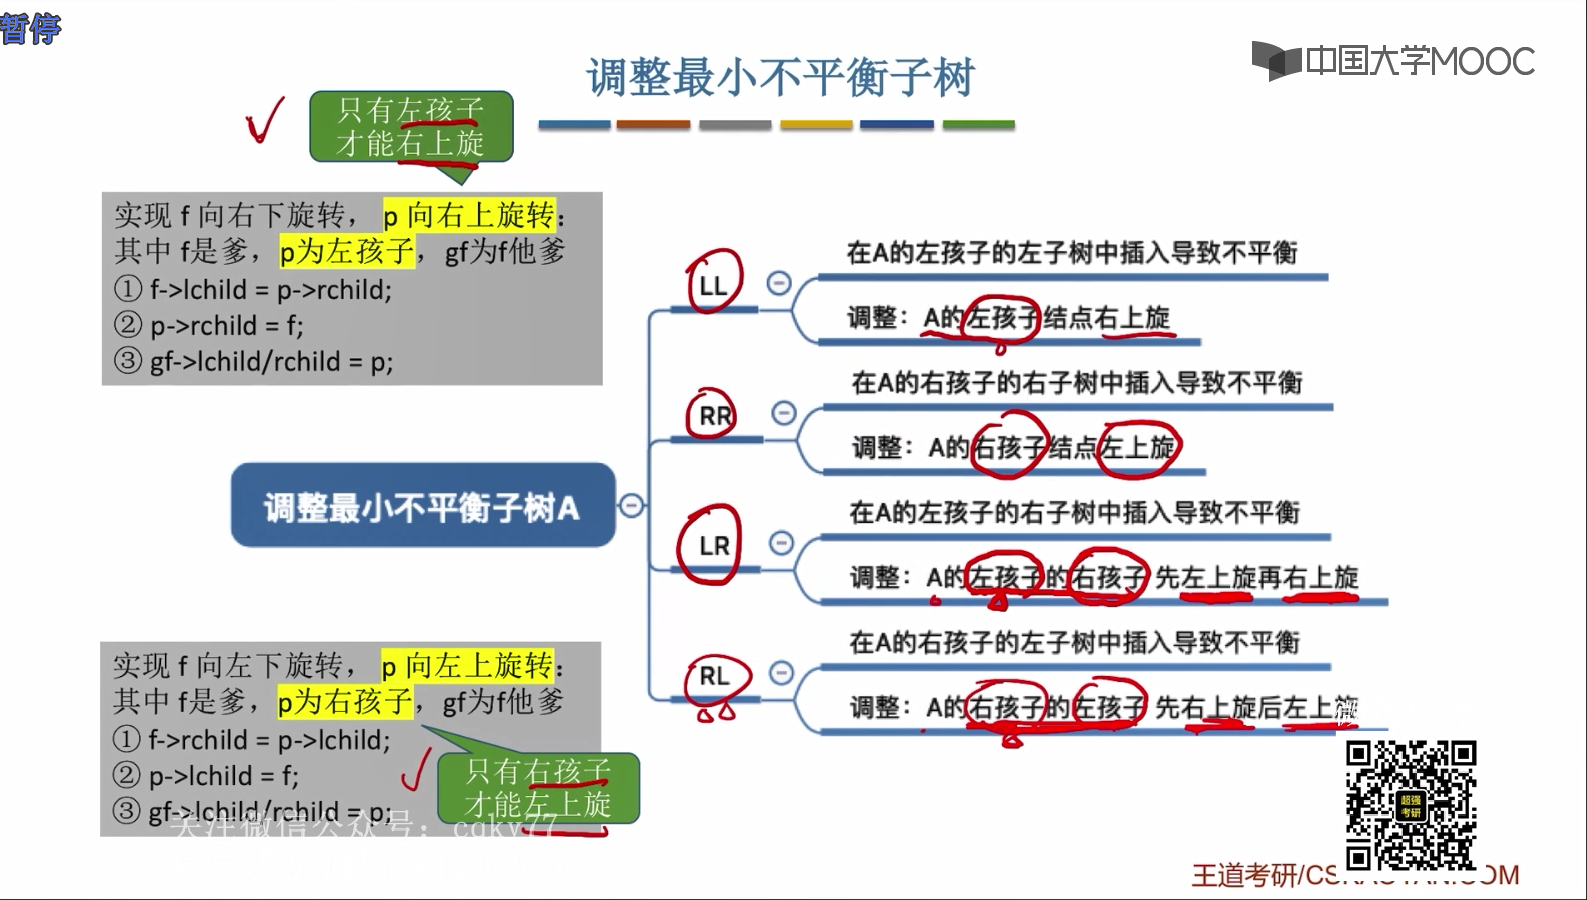 暂停
中国大学MOOC
调整最小不平衡子树
只有左孩子
才能右上旋
实现 f 向右下旋转， p 向右上旋转：
其中 f是爹，p为左孩子，gf为f他爹
① f->lchild = p->rchild;
② p->rchild = f;
③ gf->lchild/rchild = p;
调整最小不平衡子树A
LL
在A的左孩子的左子树中插入导致不平衡
调整：A的左孩子结点右上旋
RR
在A的右孩子的右子树中插入导致不平衡
调整：A的右孩子结点左上旋
LR
在A的左孩子的右子树中插入导致不平衡
调整：A的左孩子的右孩子 先左上旋再右上旋
RL
在A的右孩子的左子树中插入导致不平衡
调整：A的右孩子的左孩子 先右上旋后左上旋
实现 f 向左下旋转， p 向左上旋转：
其中 f是爹，p为右孩子，gf为f他爹
① f->rchild = p->lchild;
② p->lchild = f;
③ gf->lchild/rchild = p;
只有右孩子
才能左上旋
关注微信公众号：cqky77
微
超强
考研
王道考研/CSKAOYAN.COM